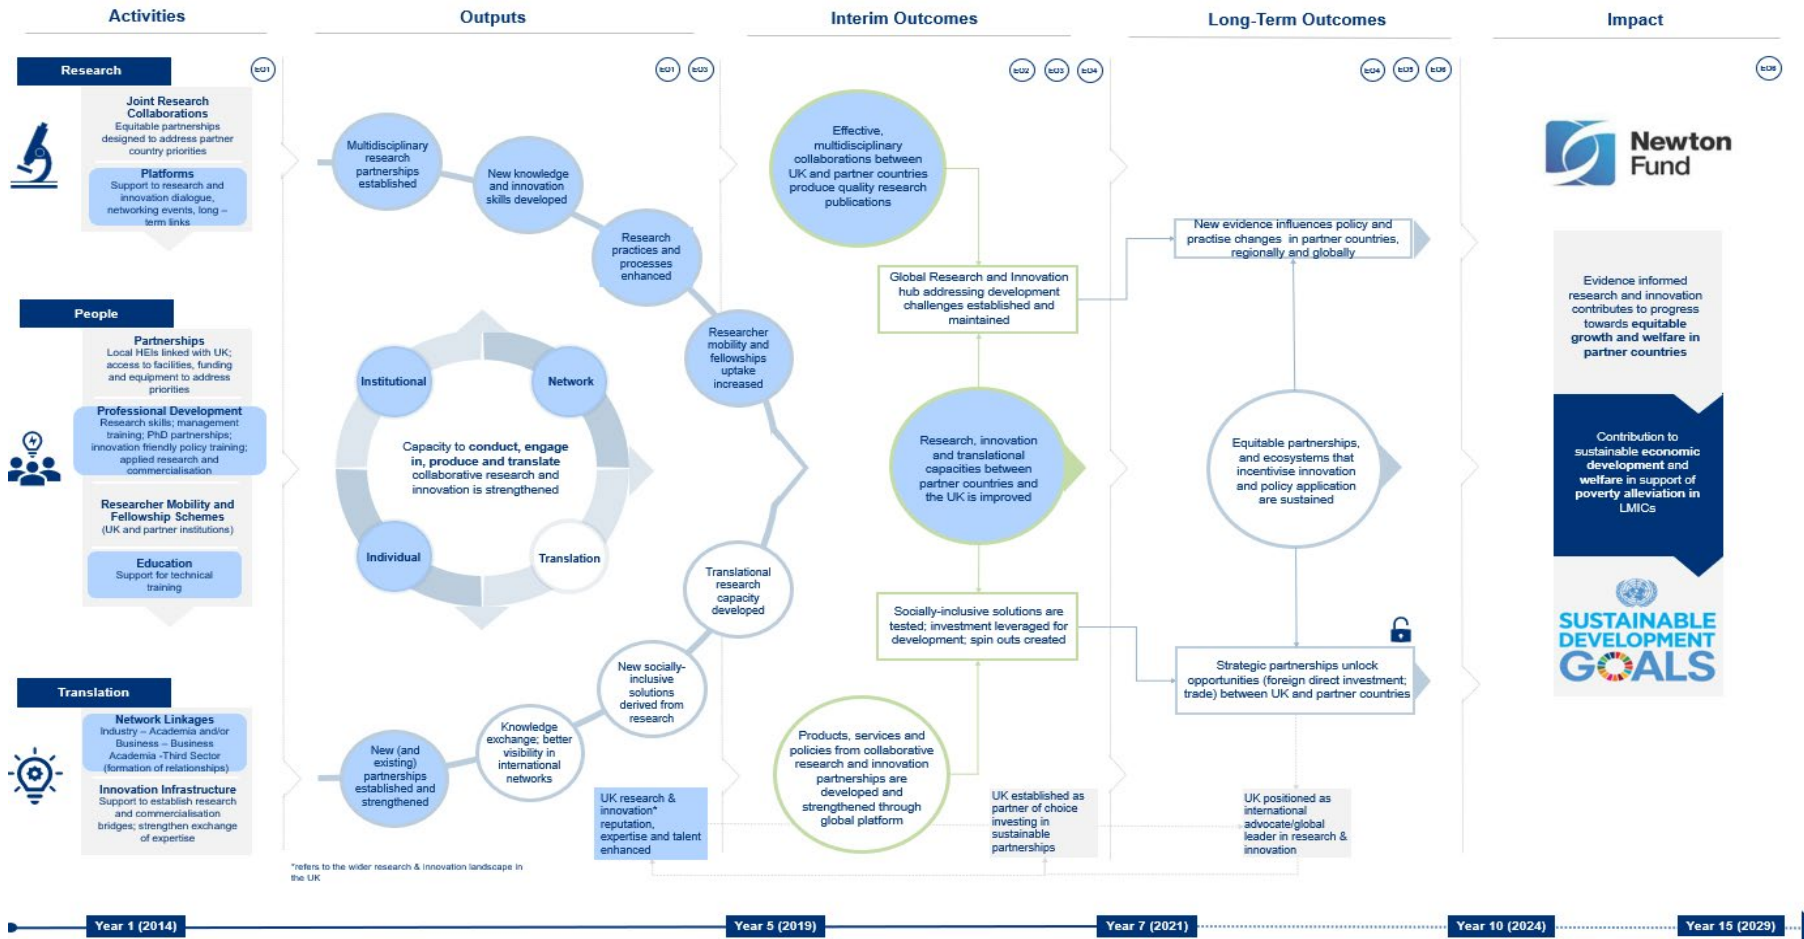 Activities
Outputs
Interim Outcomes
Long-Term Outcomes
Impact
Research
EO1
EO1
EO3
EO2
EO3
EO4
EO4
EO5
EO6
EO6
Joint Research
Collaborations
Equitable partnerships
designed to address partner
country priorities
Platforms
Support to research and
innovation dialogue,
networking events, long –
term links
People
Partnerships
Local HEIs linked with UK;
access to facilities, funding
and equipment to address
priorities
Professional Development
Research skills; management
training; PhD partnerships;
innovation friendly policy training;
applied research and
commercialisation
Researcher Mobility and
Fellowship Schemes
(UK and partner institutions)
Education
Support for technical
training
Translation
Network Linkages
Industry – Academia and/or
Business – Business
Academia -Third Sector
(formation of relationships)
Innovation Infrastructure
Support to establish research
and commercialisation
bridges; strengthen exchange
of expertise
Multidisciplinary
research
partnerships
established
New knowledge
and innovation
skills developed
Research
practices and
processes
enhanced
Researcher
mobility and
fellowships
uptake
increased
Institutional
Network
Capacity to conduct, engage
in, produce and translate
collaborative research and
innovation is strengthened
Individual
Translation
Translational
research
capacity
developed
New socially-
inclusive
solutions
derived from
research
Knowledge
exchange; better
visibility in
international
networks
New (and
existing)
partnerships
established and
strengthened
UK research &
innovation*
reputation,
expertise and talent
enhanced
*refers to the wider research & innovation landscape in
the UK
Effective,
multidisciplinary
collaborations between
UK and partner countries
produce quality research
publications
Global Research and Innovation
hub addressing development
challenges established and
maintained
Research, innovation
and translational
capacities between
partner countries and
the UK is improved
Socially-inclusive solutions are
tested; investment leveraged for
development; spin outs created
Products, services and
policies from collaborative
research and innovation
partnerships are
developed and
strengthened through
global platform
UK established as
partner of choice
investing in
sustainable
partnerships
New evidence influences policy and
practise changes in partner countries,
regionally and globally
Equitable partnerships,
and ecosystems that
incentivise innovation
and policy application
are sustained
Strategic partnerships unlock
opportunities (foreign direct investment;
trade) between UK and partner countries
UK positioned as
international
advocate/global
leader in research &
innovation
Newton
Fund
Evidence informed
research and innovation
contributes to progress
towards equitable
growth and welfare in
partner countries
Contribution to
sustainable economic
development and
welfare in support of
poverty alleviation in
LMICs
SUSTAINABLE
DEVELOPMENT
GOALS
Year 1 (2014)
Year 5 (2019)
Year 7 (2021)
Year 10 (2024)
Year 15 (2029)